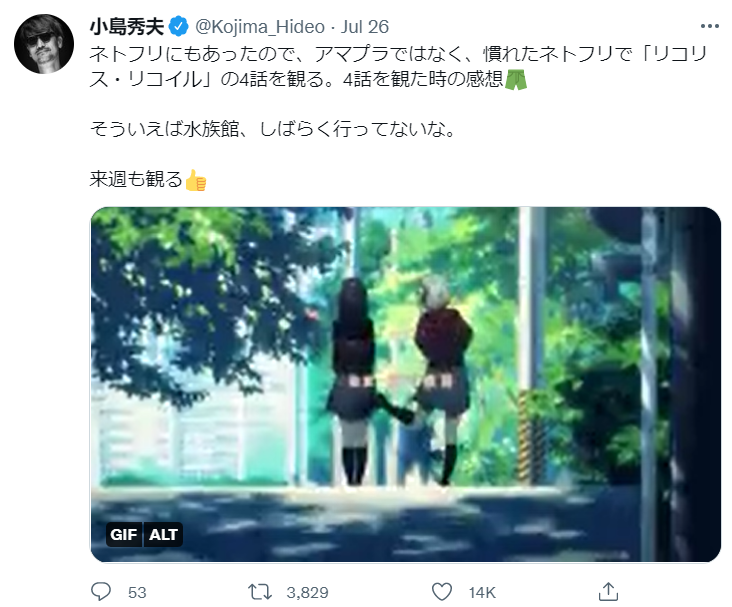 小島秀夫 @Kojima_Hideo · Jul 26
ネトフリにもあったので、アマプラではなく、慣れたネトフリで「リコリ
ス・リコイル」の4話を観る。4話を観た時の感想🩳
そういえば水族館、しばらく行ってないな。
来週も観る👍
GIF ALT
53 3,829 14K